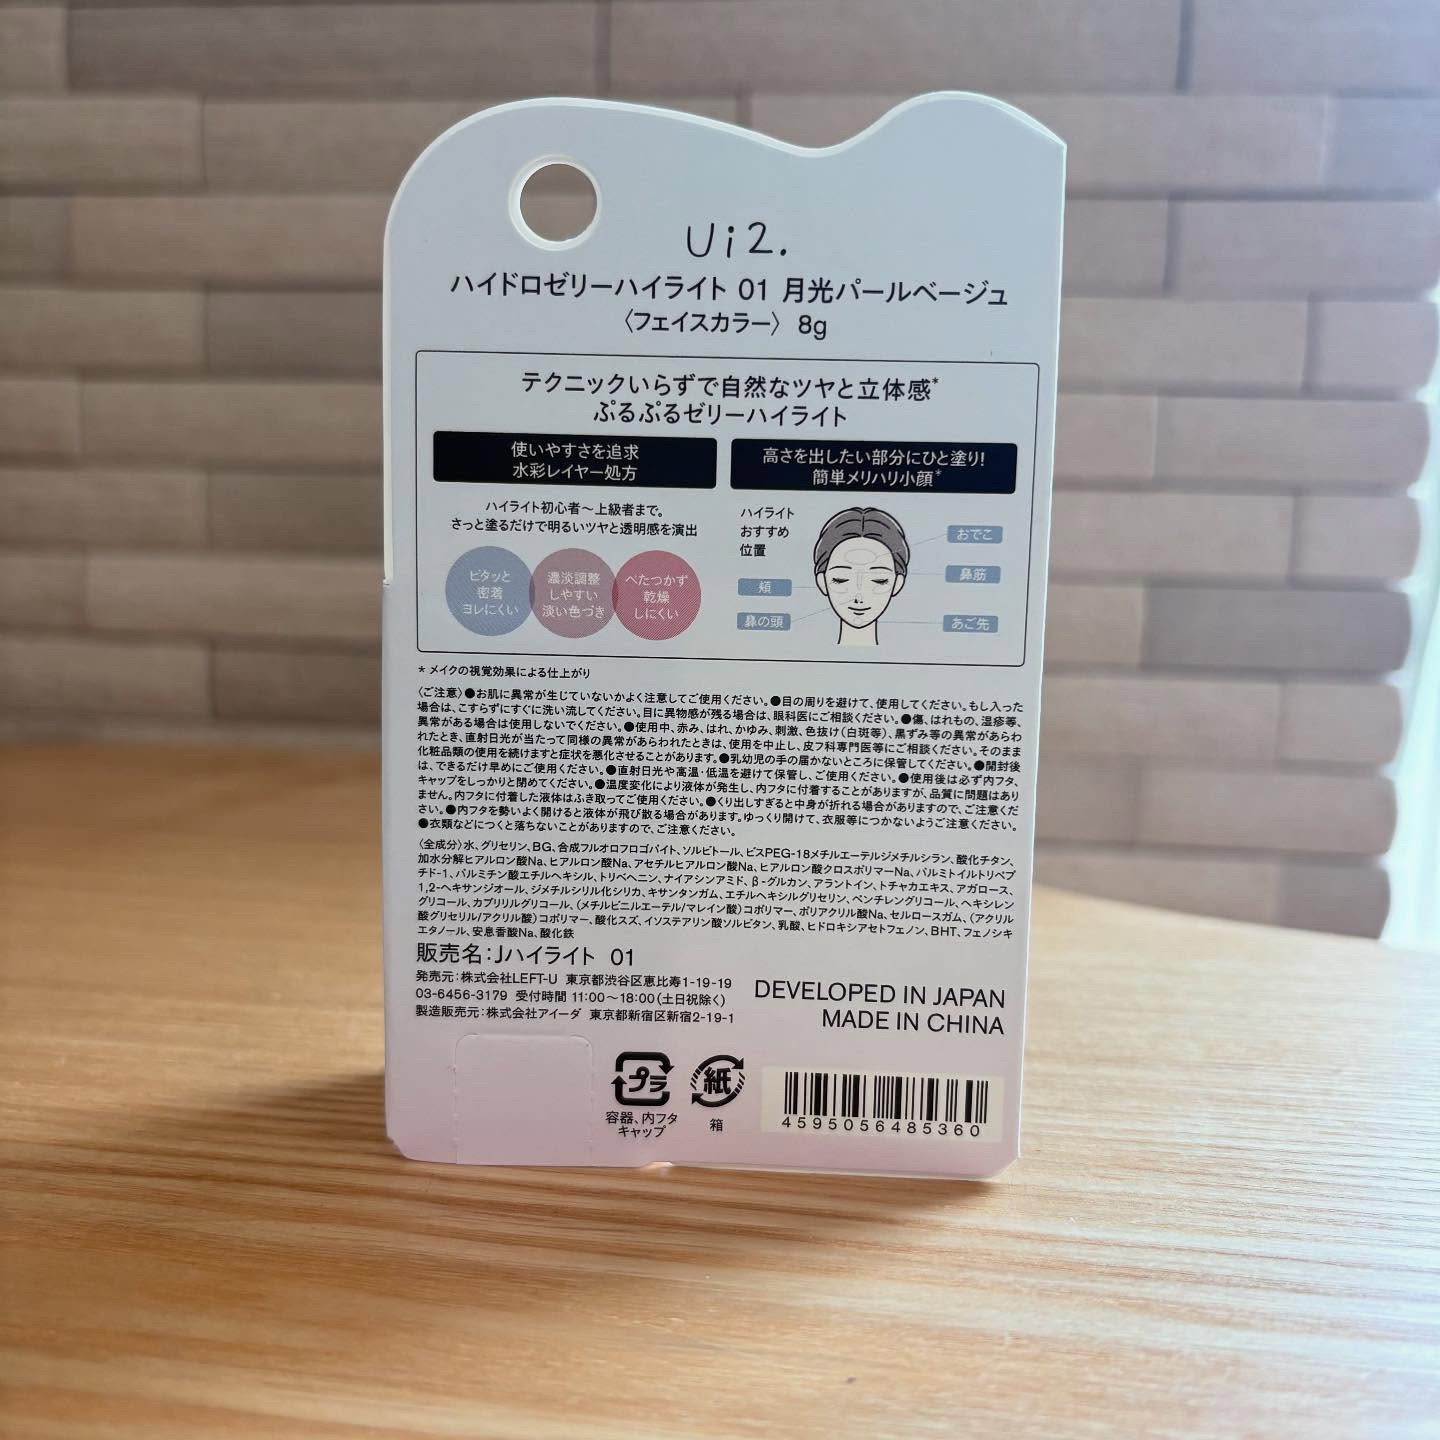 Ui2.
ハイドロゼリーハイライト 01 月光パールベージュ
〈フェイスカラー〉 8g
テクニックいらずで自然なツヤと立体感*
ぷるぷるゼリーハイライト
使いやすさを追求
水彩レイヤー処方
ハイライト初心者～上級者まで。
さっと塗るだけで明るいツヤと透明感を演出
ピタッと
密着
ヨレにくい
濃淡調整
しやすい
淡い色づき
べたつかず
乾燥
しにくい
高さを出したい部分にひと塗り!
簡単メリハリ小顔*
ハイライト
おすすめ
位置
おでこ
鼻筋
頬
鼻の頭
あご先
* メイクの視覚効果による仕上がり
〈ご注意〉●お肌に異常が生じていないかよく注意してご使用ください。●目の周りを避けて、使用してください。もし入った
場合は、こすらずにすぐに洗い流してください。目に異物感が残る場合は、眼科医にご相談ください。●傷、はれもの、湿疹等、
異常がある場合は使用しないでください。●使用中、赤み、はれ、かゆみ、刺激、色抜け(白斑等)、黒ずみ等の異常があらわ
れたとき、直射日光が当たって同様の異常があらわれたときは、使用を中止し、皮フ科専門医等にご相談ください。そのまま
化粧品類の使用を続けますと症状を悪化させることがあります。●乳幼児の手の届かないところに保管してください。●開封後
は、できるだけ早めにご使用ください。●直射日光や高温・低温を避けて保管し、ご使用ください。●使用後は必ず内フタ、
キャップをしっかりと閉めてください。●温度変化により液体が発生し、内フタに付着することがありますが、品質に問題はあり
ません。内フタに付着した液体はふき取ってご使用ください。●くり出しすぎると中身が折れる場合がありますので、ご注意くだ
さい。●内フタを勢いよく開けると液体が飛び散る場合があります。ゆっくり開けて、衣服等につかないようご注意ください。
●衣類などにつくと落ちないことがありますので、ご注意ください。
〈全成分〉水、グリセリン、BG、合成フルオロフロゴパイト、ソルビトール、ビスPEG-18メチルエーテルジメチルシラン、酸化チタン、
加水分解ヒアルロン酸Na、ヒアルロン酸Na、アセチルヒアルロン酸Na、ヒアルロン酸クロスポリマーNa、パルミトイルトリペプ
チド-1、パルミチン酸エチルヘキシル、トリベヘニン、ナイアシンアミド、β-グルカン、アラントイン、トチャカエキス、アガロース、
1,2-ヘキサンジオール、ジメチルシリル化シリカ、キサンタンガム、エチルヘキシルグリセリン、ペンチレングリコール、ヘキシレン
グリコール、カプリリルグリコール、(メチルビニルエーテル/マレイン酸)コポリマー、ポリアクリル酸Na、セルロースガム、(アクリル
酸グリセリル/アクリル酸)コポリマー、酸化スズ、イソステアリン酸ソルビタン、乳酸、ヒドロキシアセトフェノン、BHT、フェノキシ
エタノール、安息香酸Na、酸化鉄
販売名:Jハイライト 01
発売元:株式会社LEFT-U 東京都渋谷区恵比寿1-19-19
03-6456-3179 受付時間 11:00～18:00(土日祝除く)
製造販売元:株式会社アイーダ 東京都新宿区新宿2-19-1
DEVELOPED IN JAPAN
MADE IN CHINA
プラ
容器、内フタ
キャップ
紙
箱
4595056485360